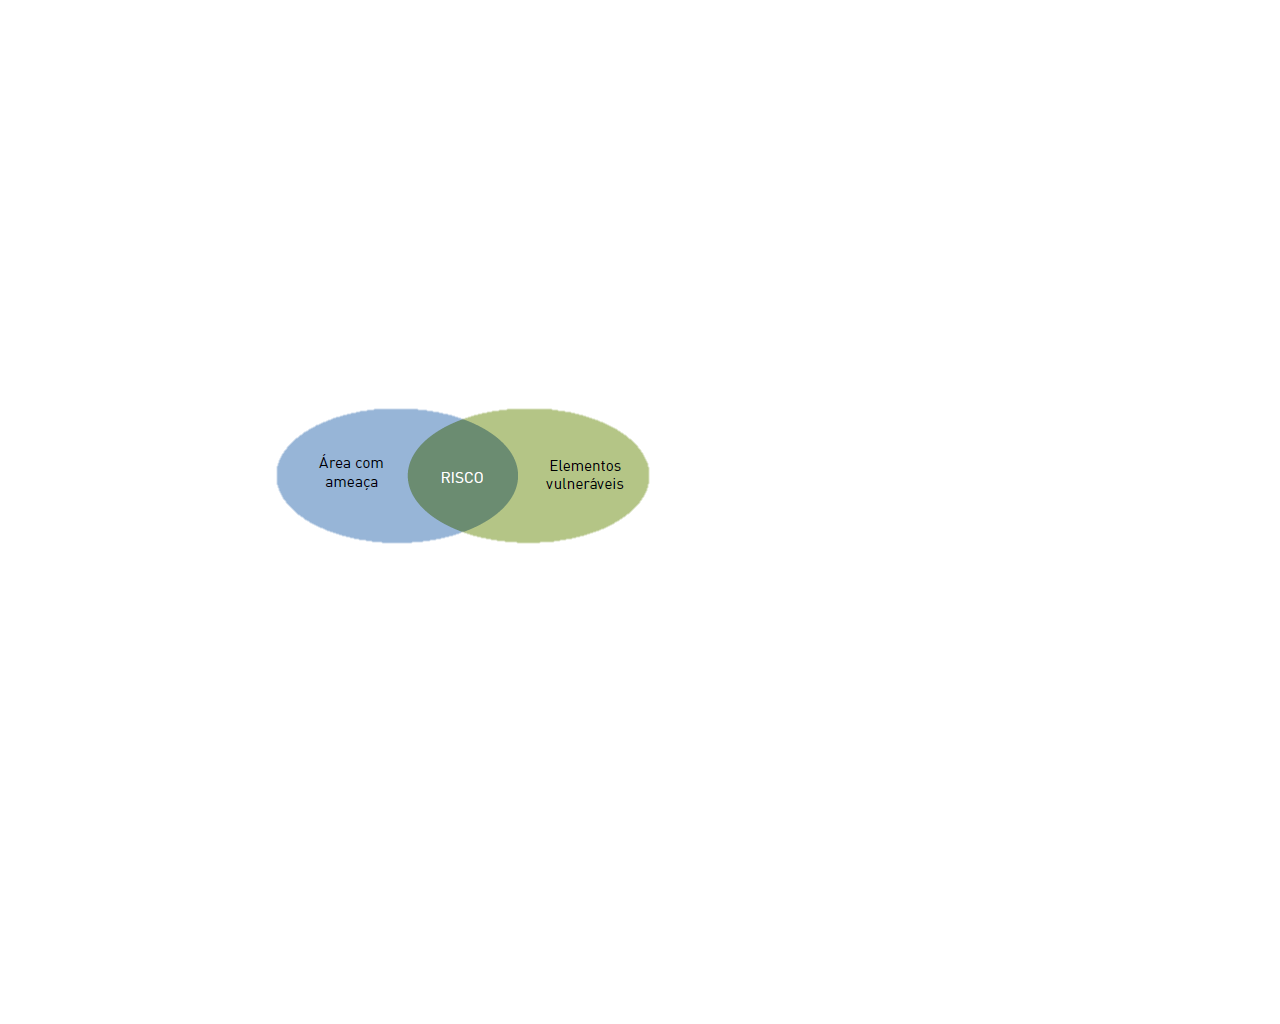 Área com
ameaça
RISCO
Elementos
vulneráveis